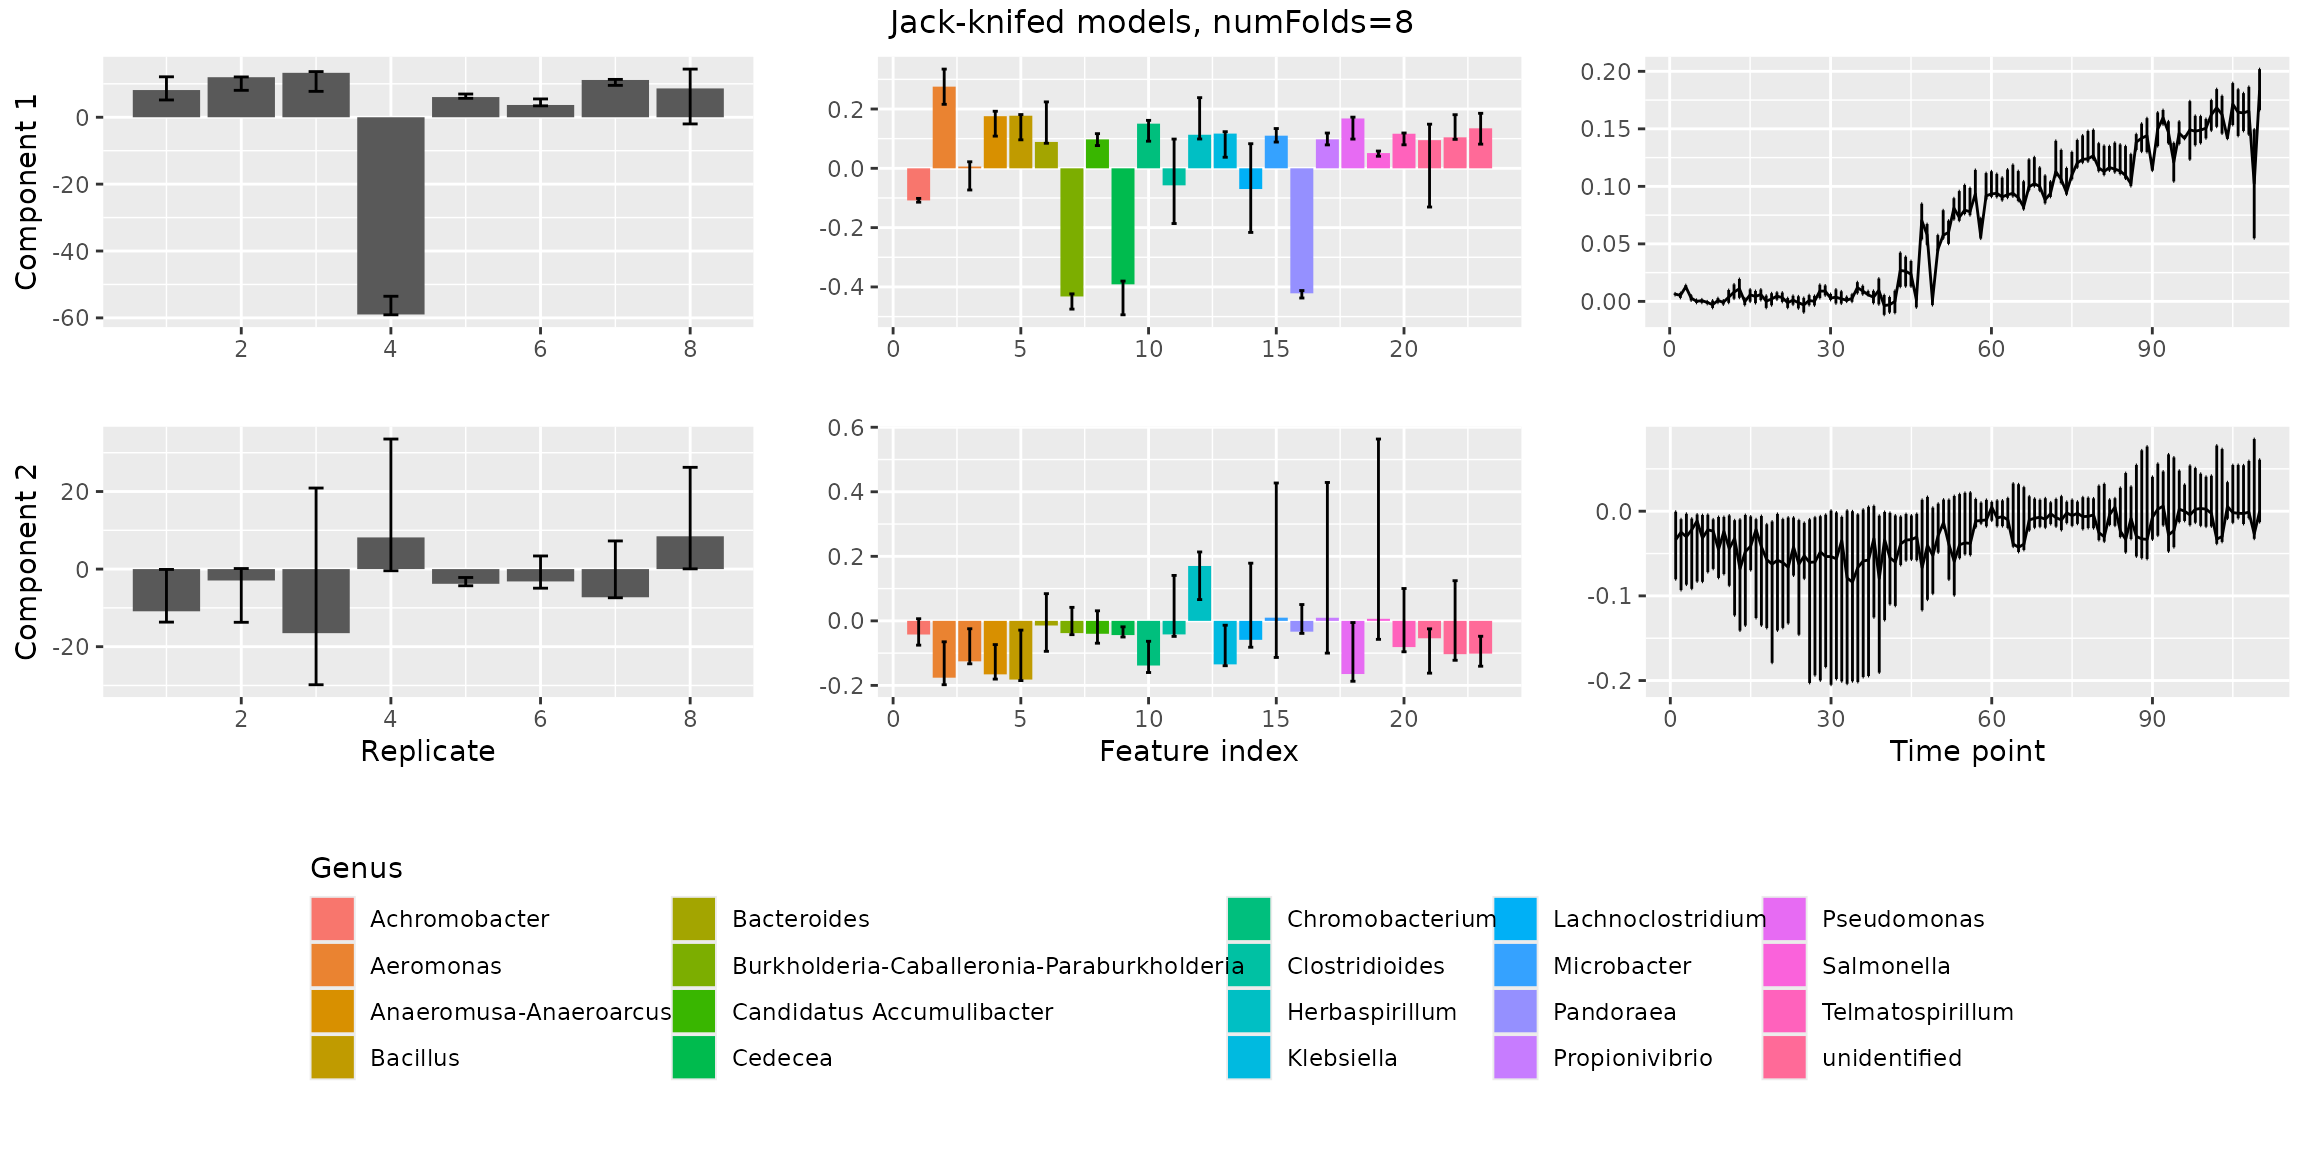 Jack-knifed models, numFolds=8
Component 1
0
-20
-40
-60
2 4 6 8
0.2
0.0
-0.2
-0.4
0 5 10 15 20
0.20
0.15
0.10
0.05
0.00
0 30 60 90
Component 2
20
0
-20
2 4 6 8
Replicate
0.6
0.4
0.2
0.0
-0.2
0 5 10 15 20
Feature index
0.0
-0.1
-0.2
0 30 60 90
Time point
Genus
Achromobacter
Aeromonas
Anaeromusa-Anaeroarcus
Bacillus
Bacteroides
Burkholderia-Caballeronia-Paraburkholderia
Candidatus Accumulibacter
Cedecea
Chromobacterium
Clostridioides
Herbaspirillum
Klebsiella
Lachnoclostridium
Microbacter
Pandoraea
Propionivibrio
Pseudomonas
Salmonella
Telmatospirillum
unidentified